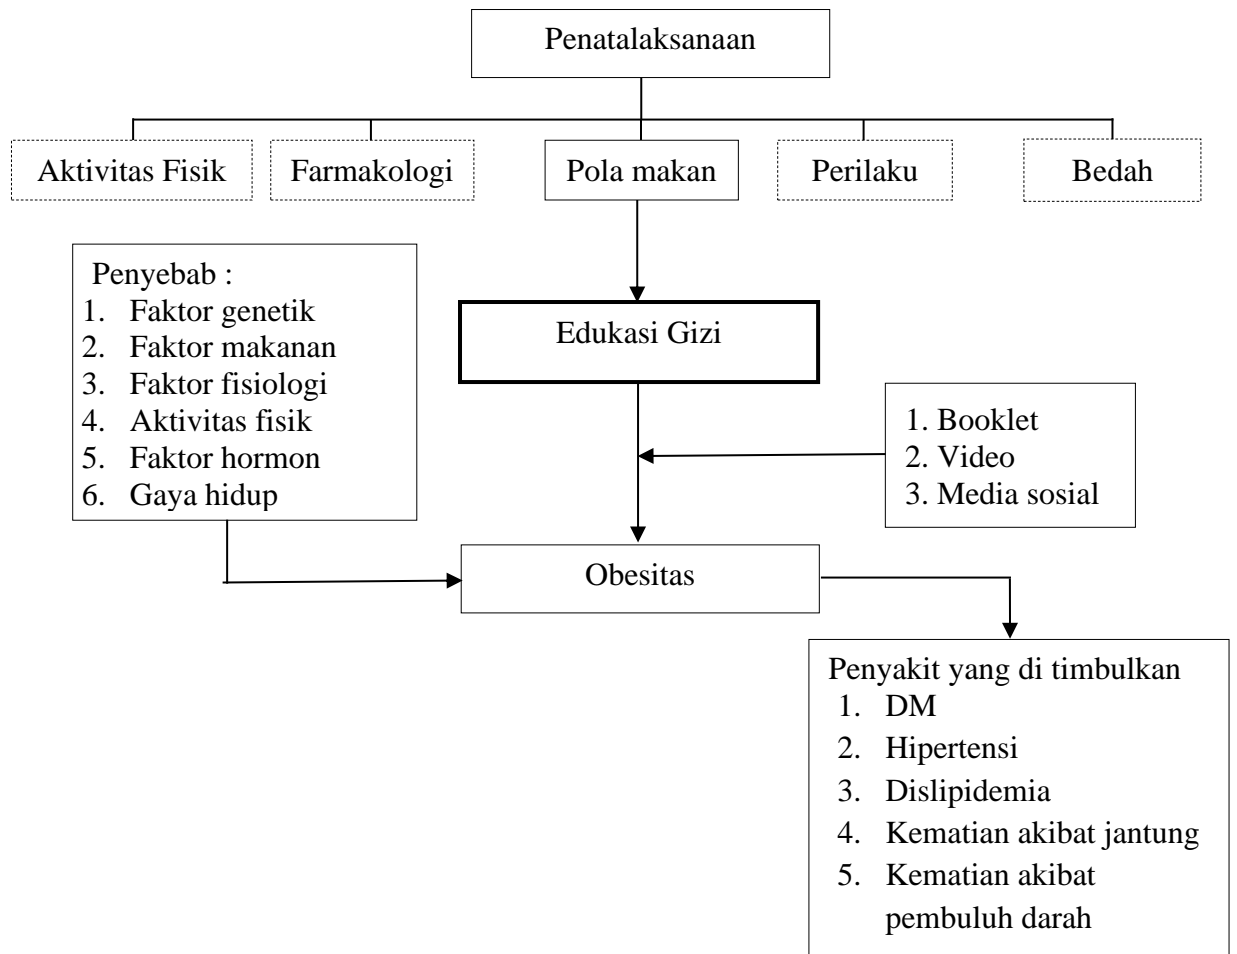 Penatalaksanaan
Aktivitas Fisik
Farmakologi
Pola makan
Perilaku
Bedah
Penyebab :
1. Faktor genetik
2. Faktor makanan
3. Faktor fisiologi
4. Aktivitas fisik
5. Faktor hormon
6. Gaya hidup
Edukasi Gizi
1. Booklet
2. Video
3. Media sosial
Obesitas
Penyakit yang di timbulkan
1. DM
2. Hipertensi
3. Dislipidemia
4. Kematian akibat jantung
5. Kematian akibat
pembuluh darah